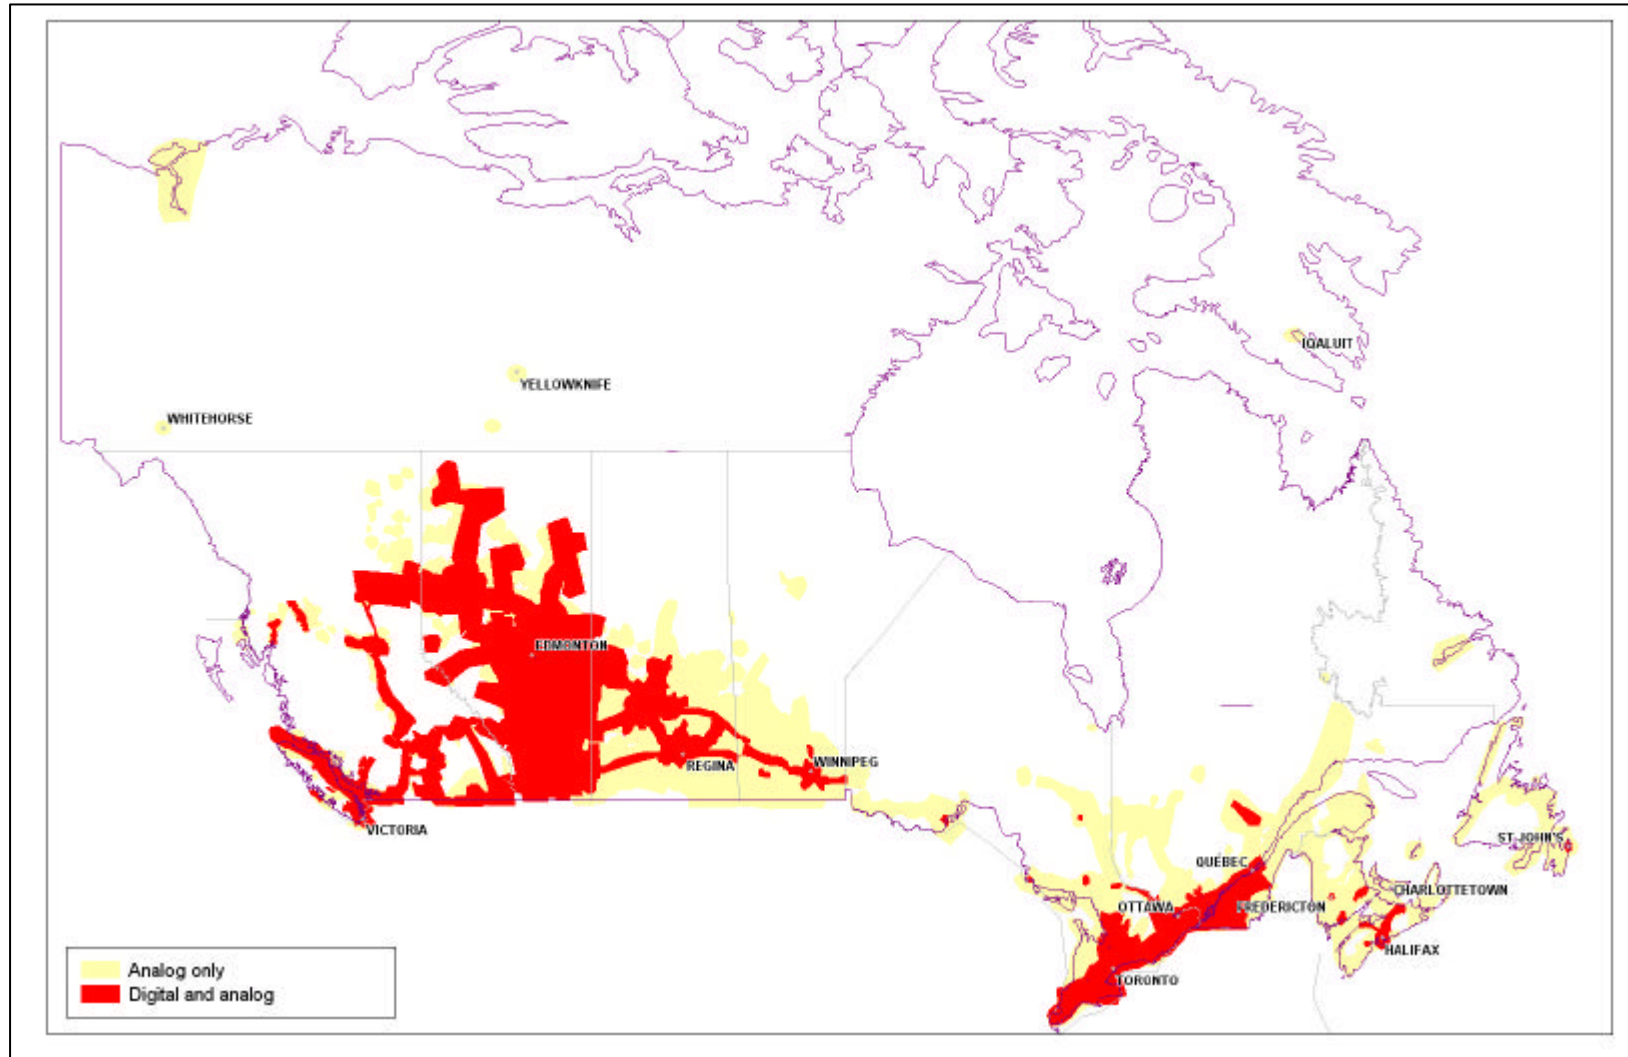 IQALUIT
YELLOWKNIFE
WHITEHORSE
EDMONTON
REGINA
WINNIPEG
VICTORIA
ST JOHN'S
QUÉBEC
CHARLOTTETOWN
OTTAWA
FREDERICTON
HALIFAX
TORONTO
Analog only
Digital and analog